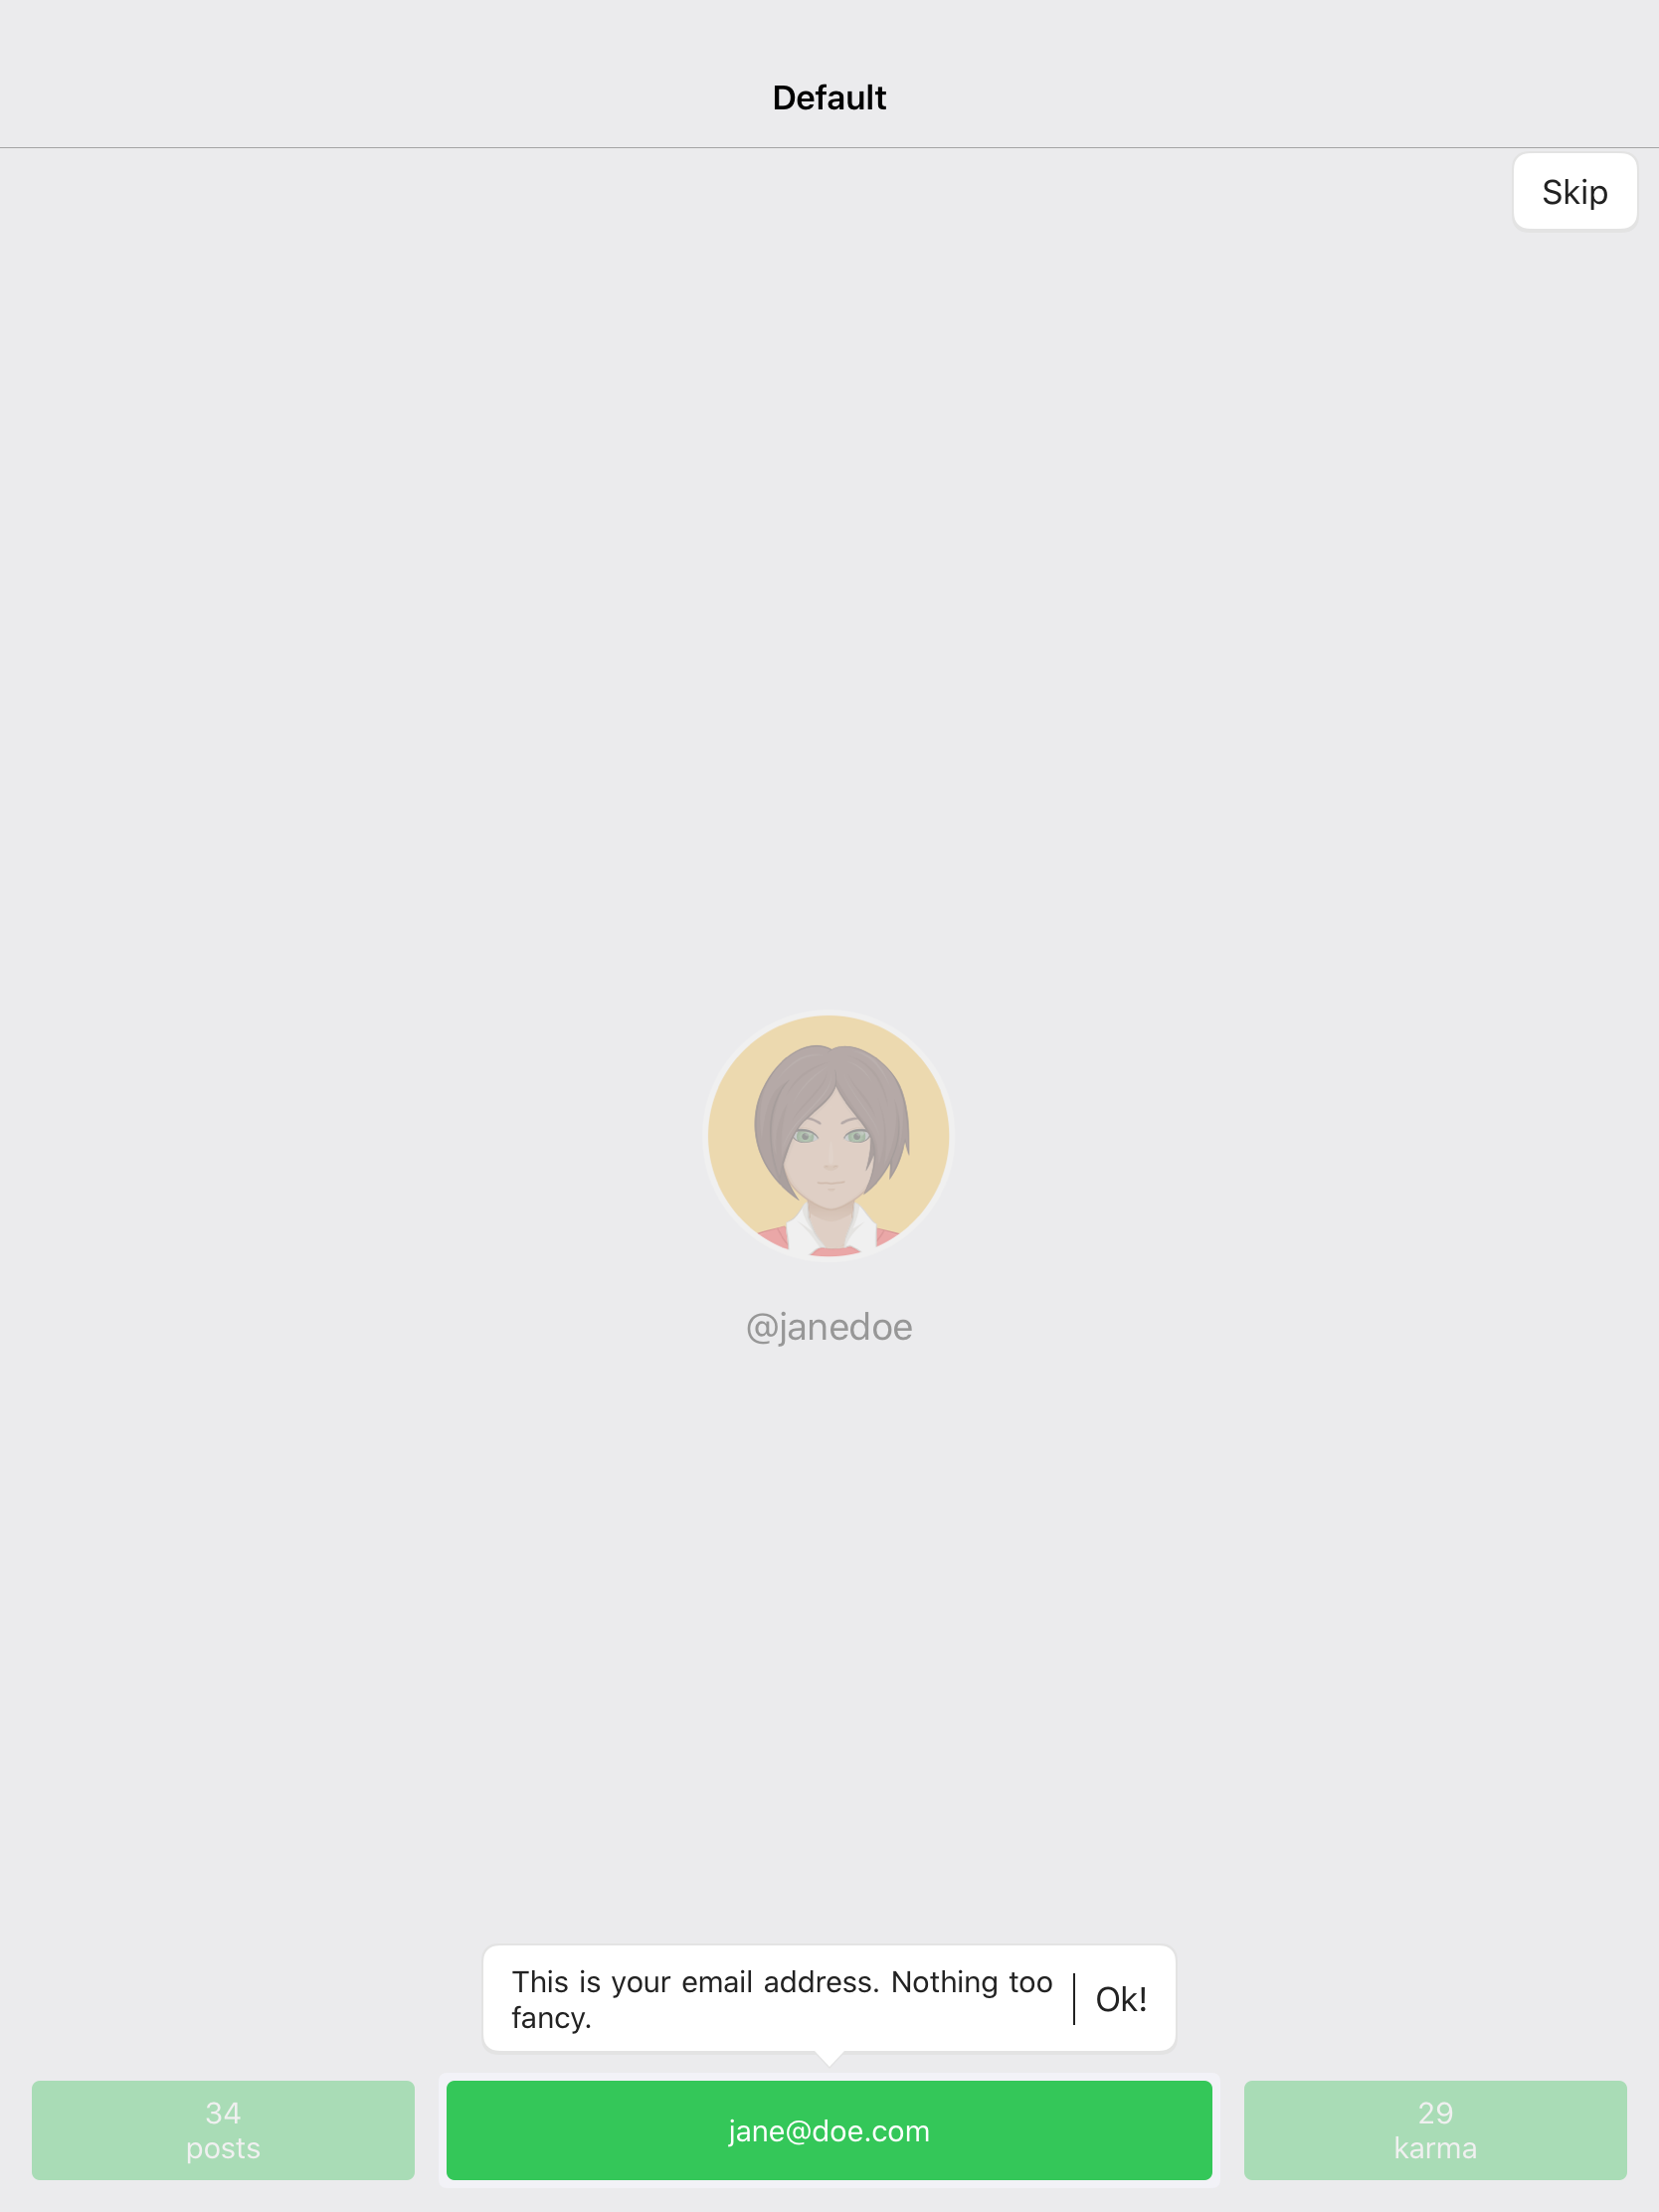 Default
Skip
@janedoe
This is your email address. Nothing too
fancy.
Ok!
34
posts
jane@doe.com
29
karma